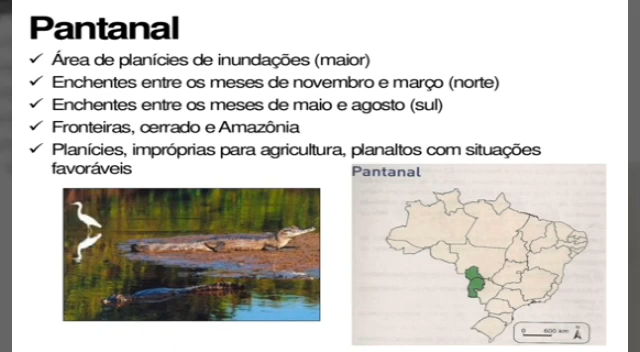 Pantanal
✓ Área de planícies de inundações (maior)
✓ Enchentes entre os meses de novembro e março (norte)
✓ Enchentes entre os meses de maio e agosto (sul)
✓ Fronteiras, cerrado e Amazônia
✓ Planícies, impróprias para agricultura, planaltos com situações
favoráveis
Pantanal
0 600 km N